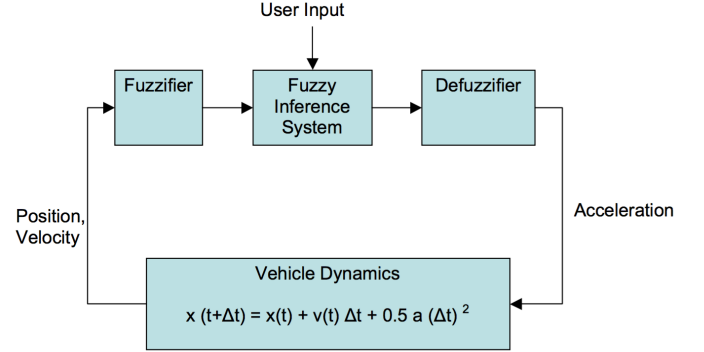 User Input
Fuzzifier
Fuzzy
Inference
System
Defuzzifier
Position,
Velocity
Acceleration
Vehicle Dynamics
x (t+Δt) = x(t) + v(t) Δt + 0.5 a (Δt) ²